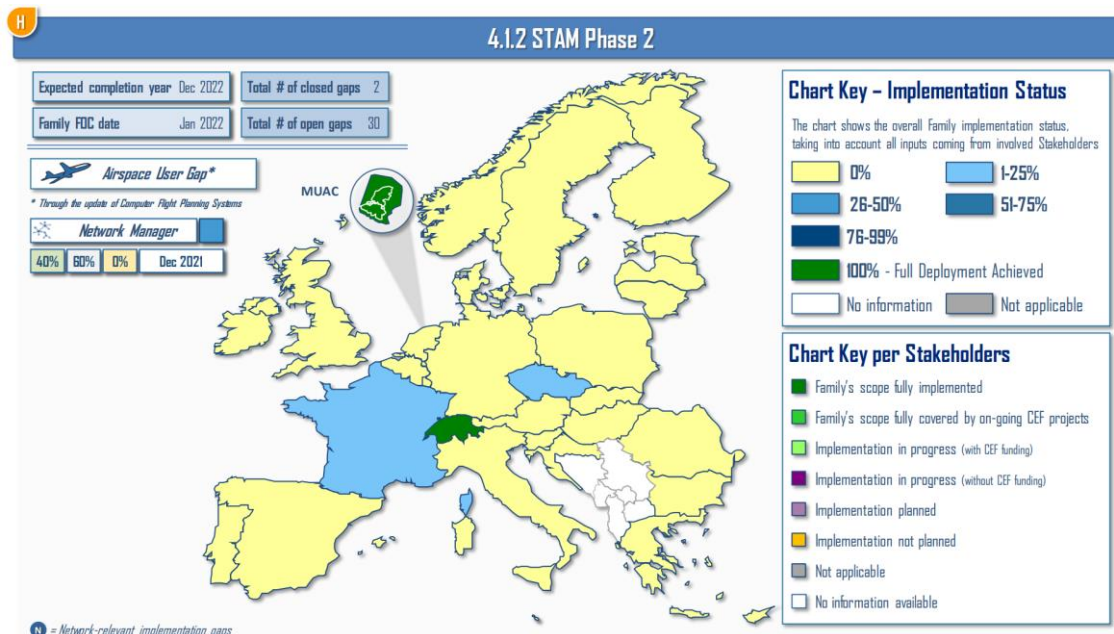 H
4.1.2 STAM Phase 2
Expected completion year Dec 2022
Total # of closed gaps 2
Family FOC date Jan 2022
Total # of open gaps 30
Airspace User Gap*
* Through the update of Computer Flight Planning Systems
Network Manager
40% 60% 0% Dec 2021
MUAC
Chart Key – Implementation Status
The chart shows the overall Family implementation status,
taking into account all inputs coming from involved Stakeholders
0% 1-25%
26-50% 51-75%
76-99%
100% - Full Deployment Achieved
No information Not applicable
Chart Key per Stakeholders
Family's scope fully implemented
Family's scope fully covered by on-going CEF projects
Implementation in progress (with CEF funding)
Implementation in progress (without CEF funding)
Implementation planned
Implementation not planned
Not applicable
No information available
N = Network-relevant implementation gaps